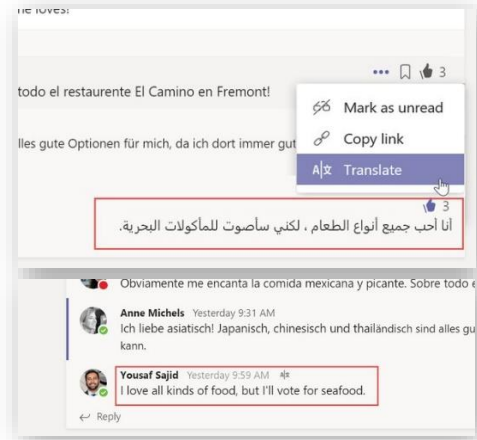 he loves!
3
todo el restaurente El Camino en Fremont!
Mark as unread
Copy link
lles gute Optionen für mich, da ich dort immer gut
Translate
3
أنا أحب جميع أنواع الطعام ، لكني سأصوت للمأكولات البحرية.
Obviamente me encanta la comida mexicana y picante. Sobre todo e
Anne Michels Yesterday 9:31 AM
Ich liebe asiatisch! Japanisch, chinesisch und thailändisch sind alles gu
kann.
Yousaf Sajid Yesterday 9:59 AM
I love all kinds of food, but I'll vote for seafood.
Reply